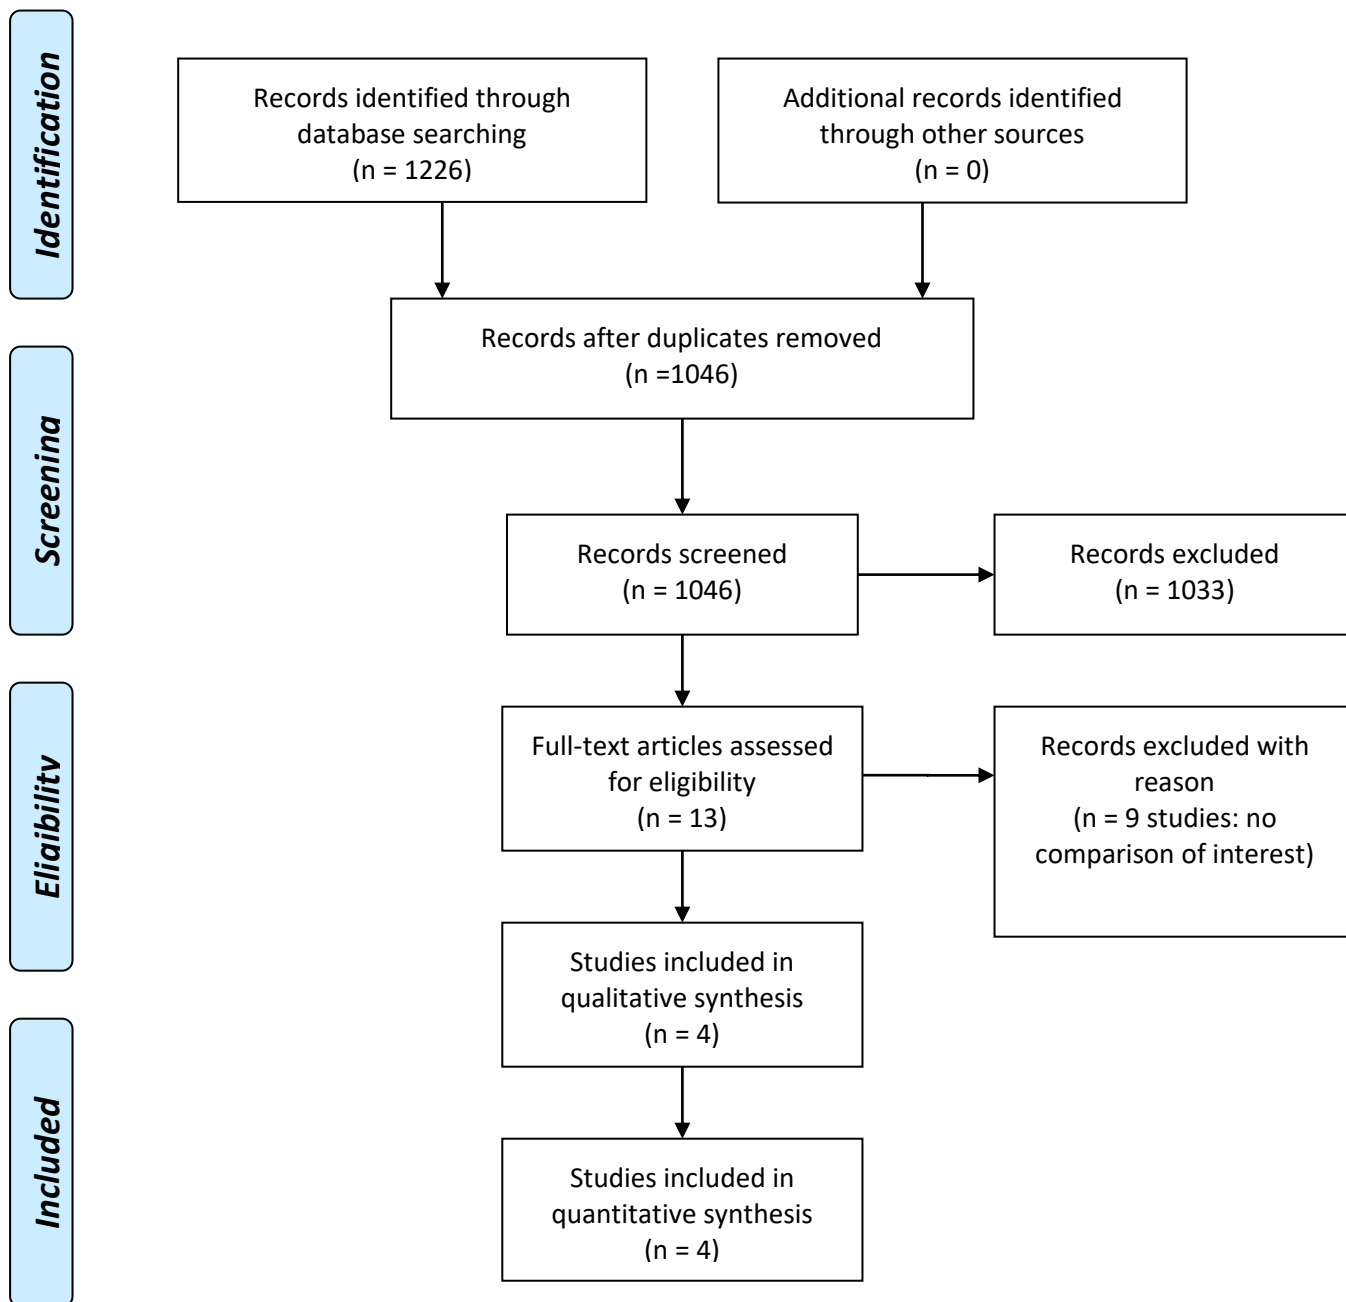 Identification
Records identified through
database searching
(n = 1226)
Additional records identified
through other sources
(n = 0)
Records after duplicates removed
(n =1046)
Screening
Records screened
(n = 1046)
Records excluded
(n = 1033)
Eligibility
Full-text articles assessed
for eligibility
(n = 13)
Records excluded with
reason
(n = 9 studies: no
comparison of interest)
Studies included in
qualitative synthesis
(n = 4)
Included
Studies included in
quantitative synthesis
(n = 4)